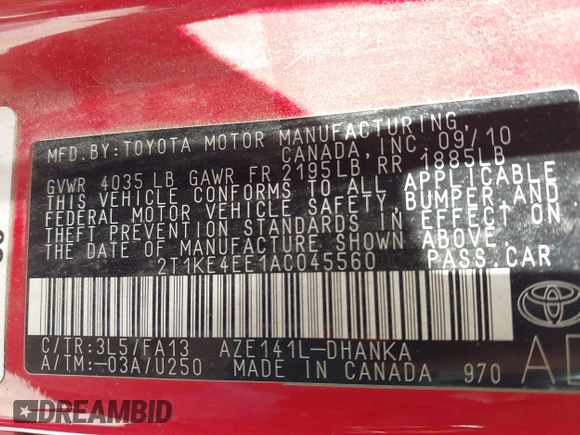 MFD.BY:TOYOTA MOTOR MANUFACTURING,
CANADA, INC. 09/10
GVWR 4035 LB GAWR FR 2195LB RR 1885LB
THIS VEHICLE CONFORMS TO ALL APPLICABLE
FEDERAL MOTOR VEHICLE SAFETY, BUMPER AND
THEFT PREVENTION STANDARDS IN EFFECT ON
THE DATE OF MANUFACTURE SHOWN ABOVE.
2T1KE4EE1AC045560 PASS.CAR
C/TR:3L5/FA13 AZE141L-DHANKA
A/TM:-03A/U250 MADE IN CANADA 970
TOYOTA
DREAMBID